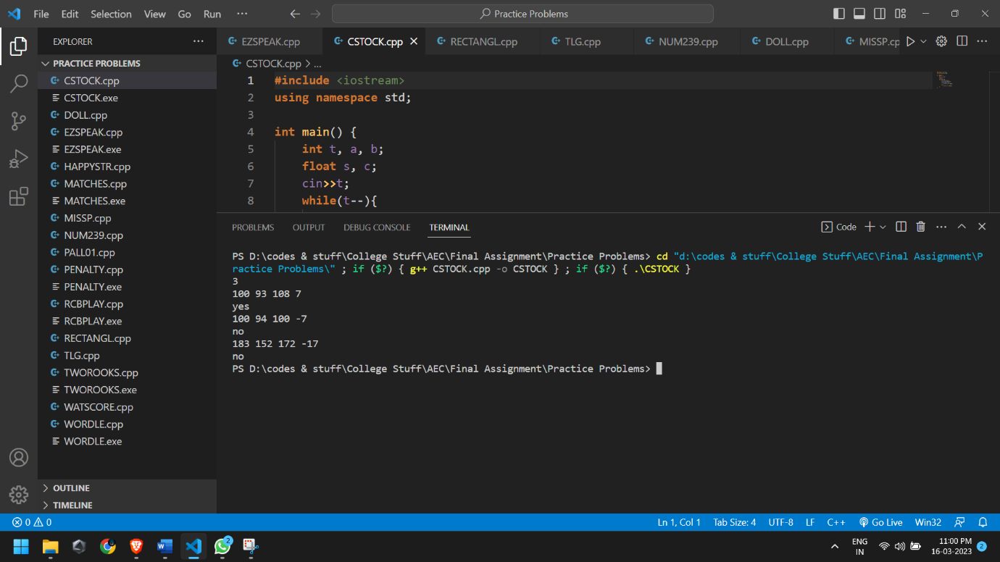 File Edit Selection View Go Run ··· Practice Problems
EXPLORER ···
PRACTICE PROBLEMS
CSTOCK.cpp
CSTOCK.exe
DOLL.cpp
EZSPEAK.cpp
EZSPEAK.exe
HAPPYSTR.cpp
MATCHES.cpp
MATCHES.exe
MISSP.cpp
NUM239.cpp
PALL01.cpp
PENALTY.cpp
PENALTY.exe
RCBPLAY.cpp
RCBPLAY.exe
RECTANGL.cpp
TLG.cpp
TWOROOKS.cpp
TWOROOKS.exe
WATSCORE.cpp
WORDLE.cpp
WORDLE.exe
OUTLINE
TIMELINE
EZSPEAK.cpp CSTOCK.cpp RECTANGL.cpp TLG.cpp NUM239.cpp DOLL.cpp MISSP.cp
CSTOCK.cpp > ...
1 #include <iostream>
2 using namespace std;
3
4 int main() {
5 int t, a, b;
6 float s, c;
7 cin>>t;
8 while(t--){
PROBLEMS OUTPUT DEBUG CONSOLE TERMINAL Code
PS D:\codes & stuff\College Stuff\AEC\Final Assignment\Practice Problems> cd "d:\codes & stuff\College Stuff\AEC\Final Assignment\P
ractice Problems\" ; if ($?) { g++ CSTOCK.cpp -o CSTOCK } ; if ($?) { .\CSTOCK }
3
100 93 108 7
yes
100 94 100 -7
no
183 152 172 -17
no
PS D:\codes & stuff\College Stuff\AEC\Final Assignment\Practice Problems>
0 0 Ln 1, Col 1 Tab Size: 4 UTF-8 LF C++ Go Live Win32
W 2 ENG 11:00 PM
IN 16-03-2023 2